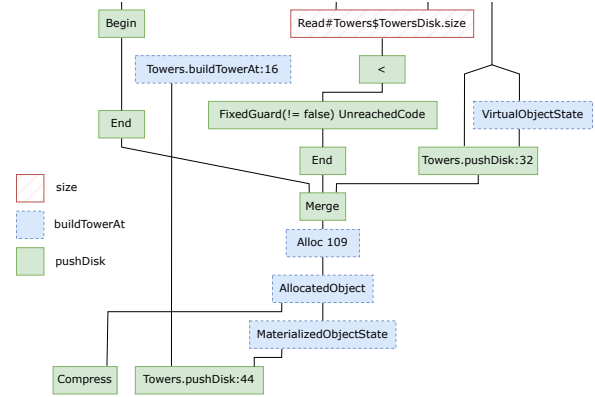 Begin
Read#Towers$TowersDisk.size
Towers.buildTowerAt:16
<
FixedGuard(!= false) UnreachedCode
VirtualObjectState
End
End
Towers.pushDisk:32
size
Merge
buildTowerAt
Alloc 109
pushDisk
AllocatedObject
MaterializedObjectState
Compress
Towers.pushDisk:44